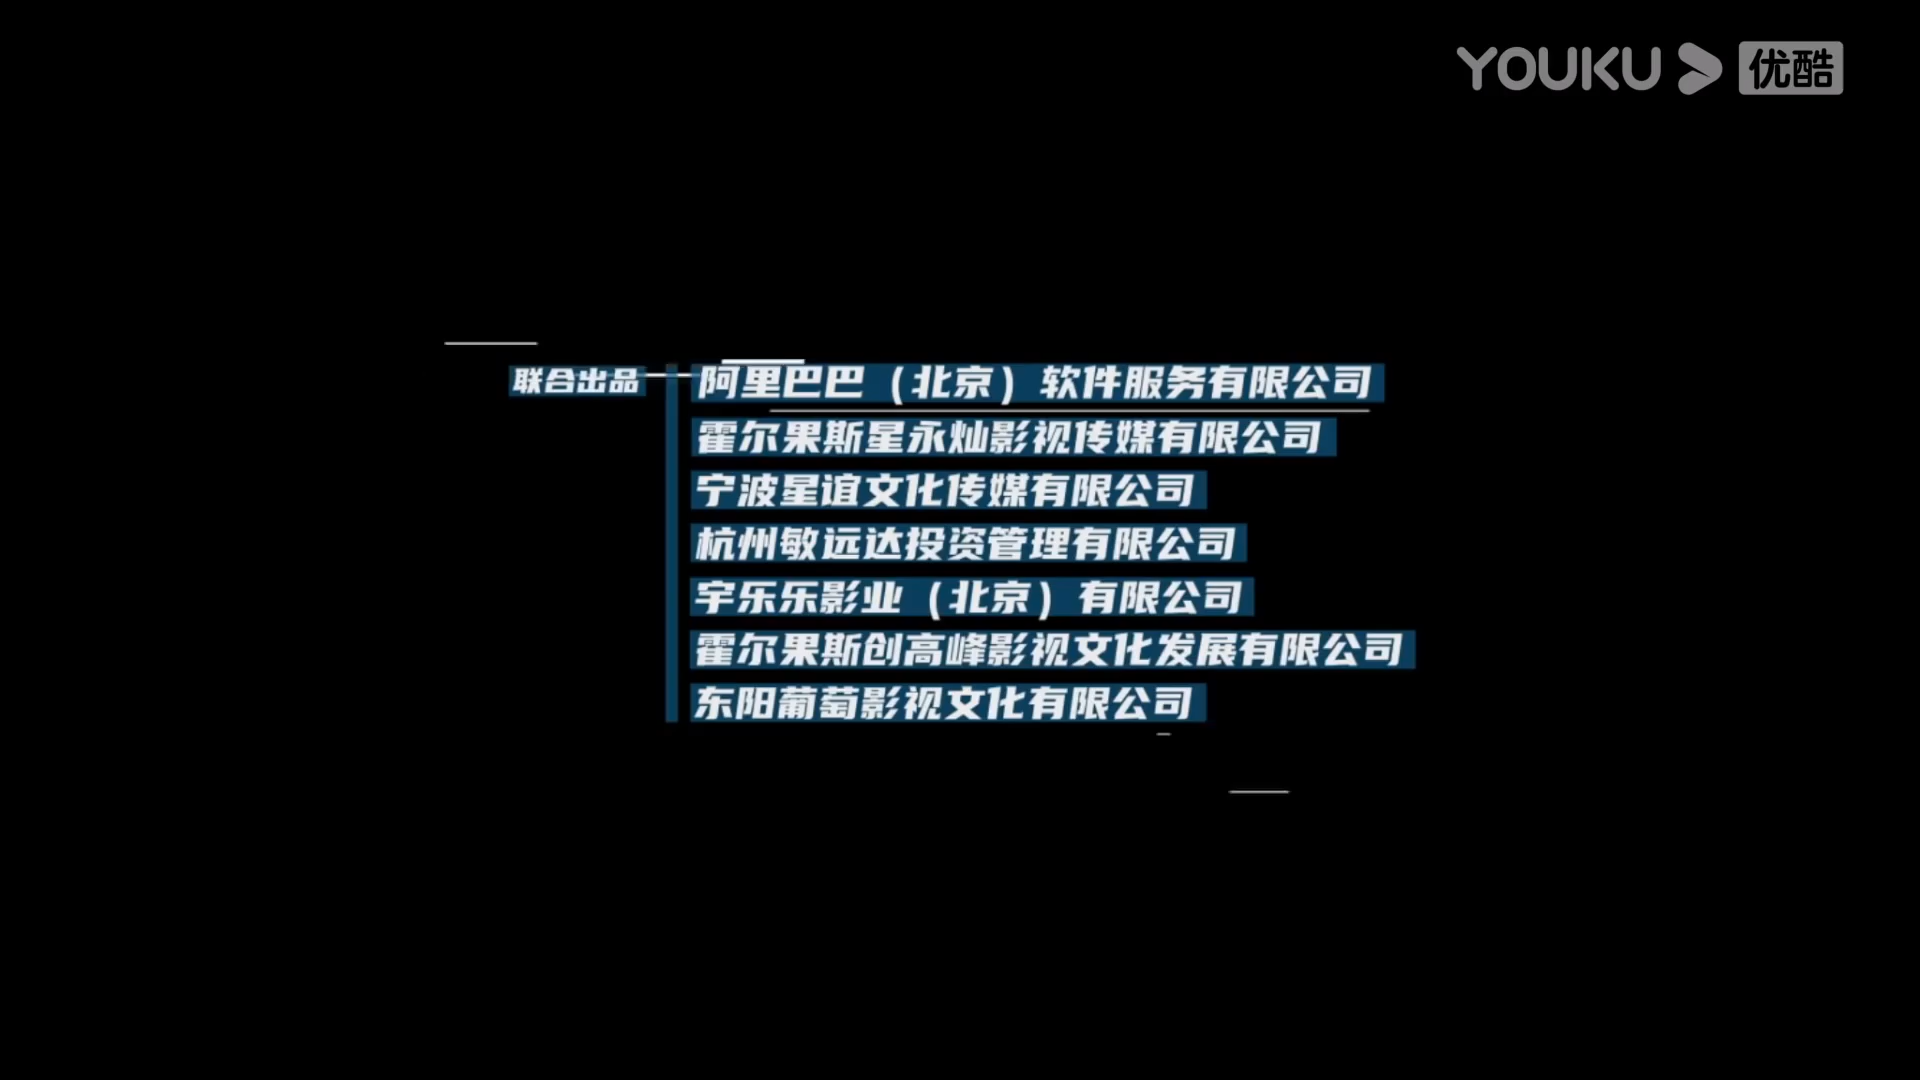 YOUKU 优酷
联合出品
阿里巴巴（北京）软件服务有限公司
霍尔果斯星永灿影视传媒有限公司
宁波星谊文化传媒有限公司
杭州敏远达投资管理有限公司
宇乐乐影业（北京）有限公司
霍尔果斯创高峰影视文化发展有限公司
东阳葡萄影视文化有限公司